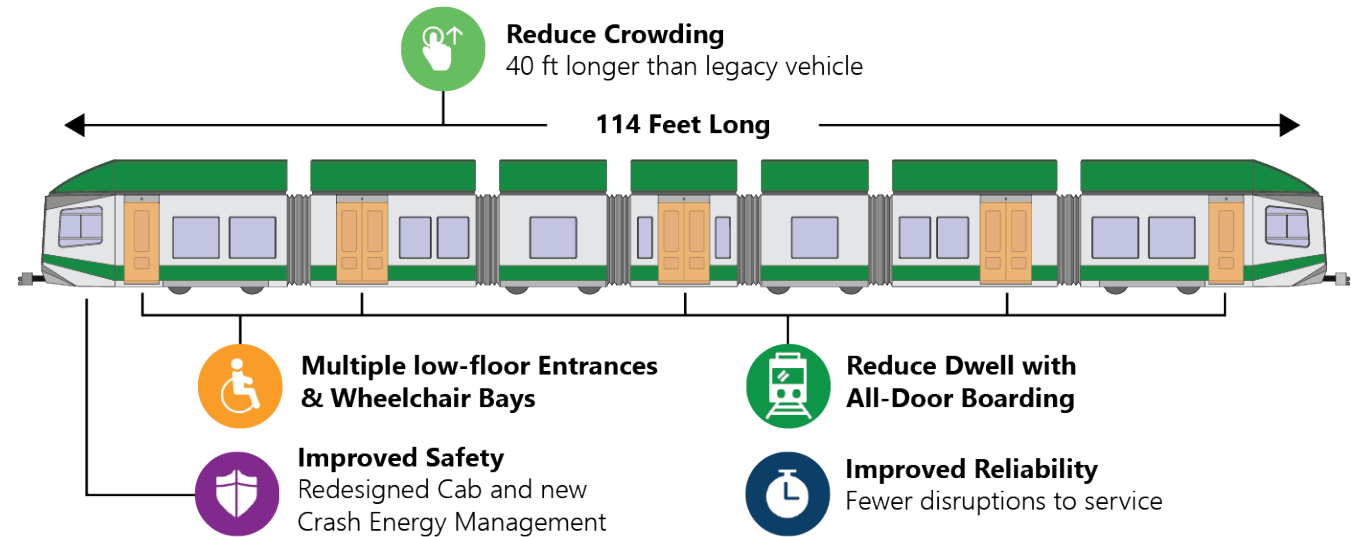 Reduce Crowding
40 ft longer than legacy vehicle
114 Feet Long
Multiple low-floor Entrances
& Wheelchair Bays
Reduce Dwell with
All-Door Boarding
Improved Safety
Redesigned Cab and new
Crash Energy Management
Improved Reliability
Fewer disruptions to service